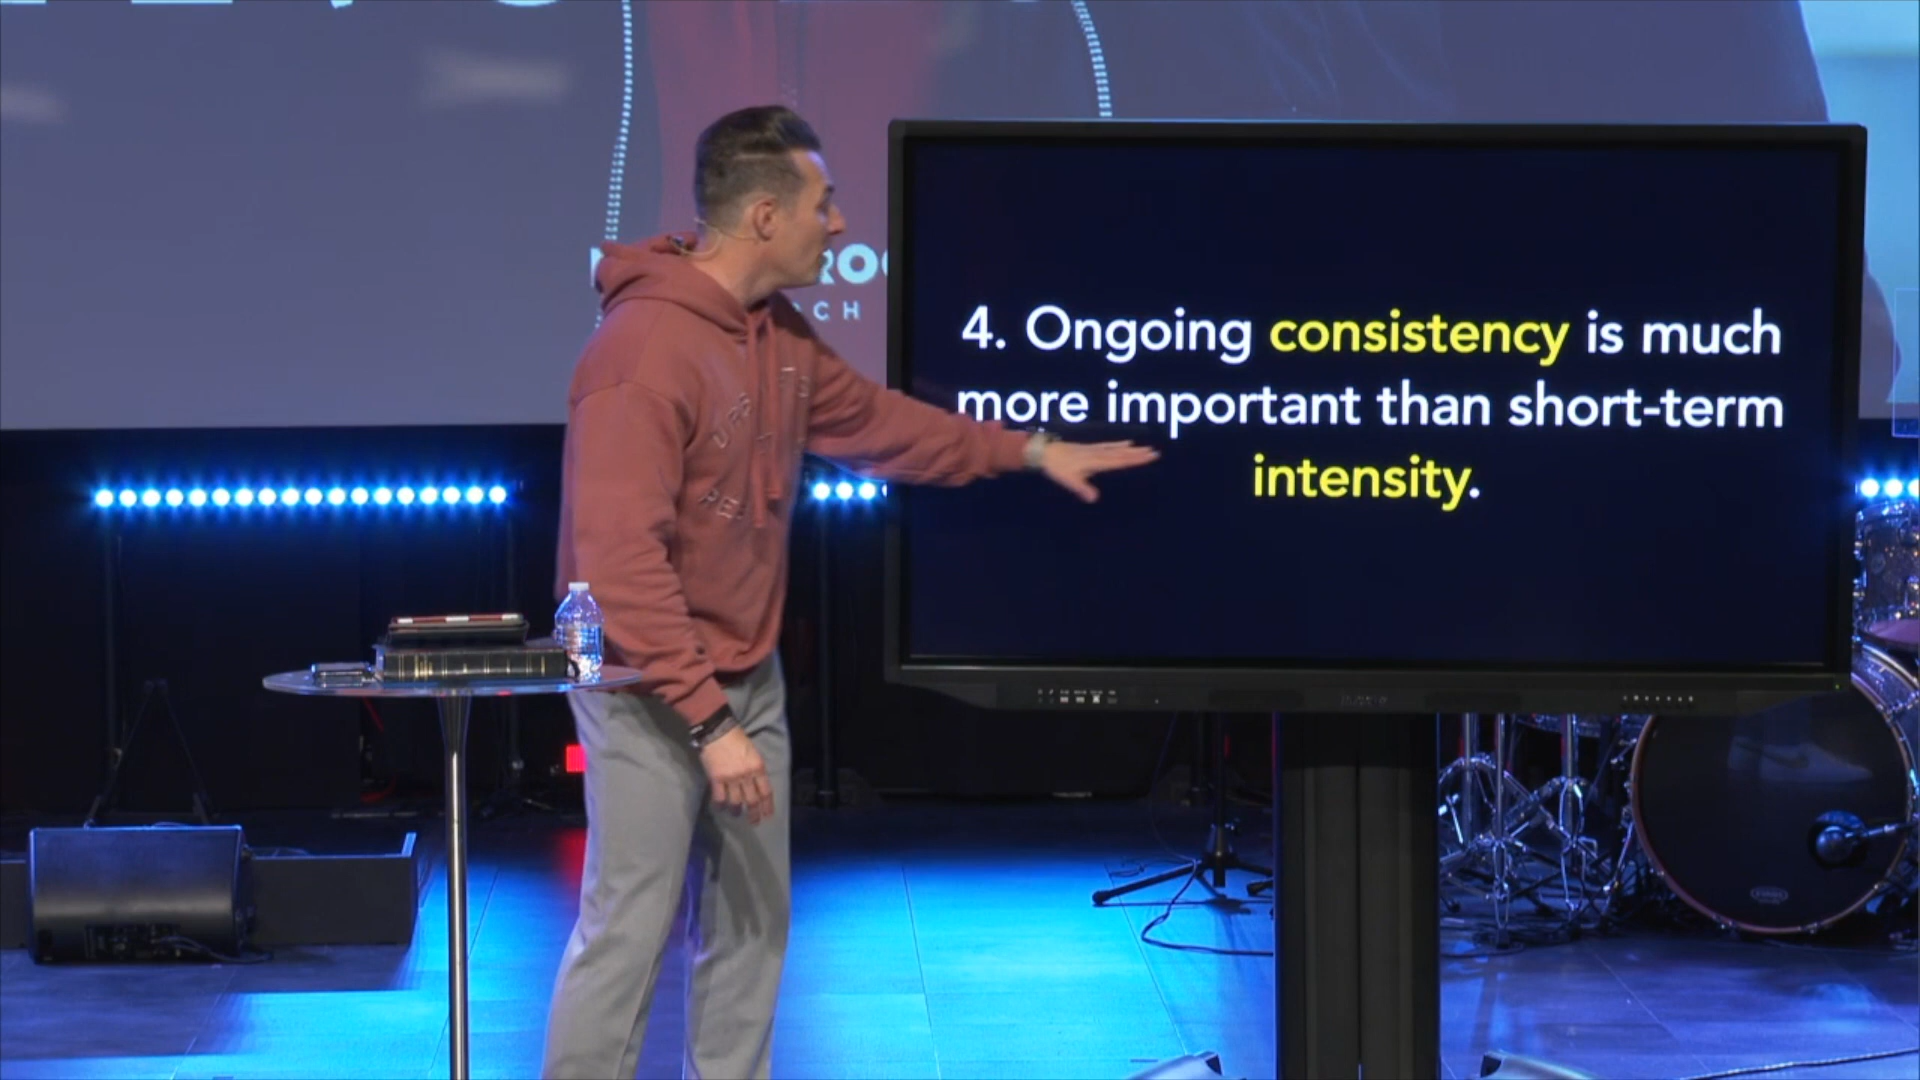 4. Ongoing consistency is much
more important than short-term
intensity.